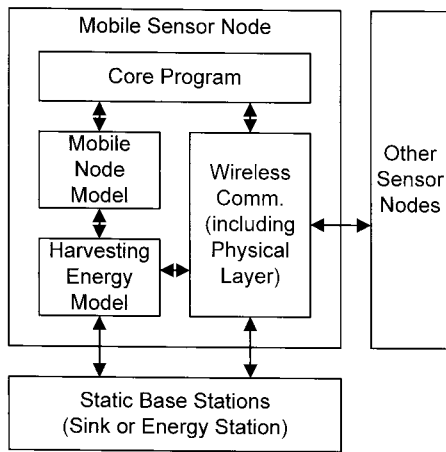 Mobile Sensor Node
Core Program
Mobile
Node
Model
Wireless
Comm.
(including
Physical
Layer)
Harvesting
Energy
Model
Other
Sensor
Nodes
Static Base Stations
(Sink or Energy Station)